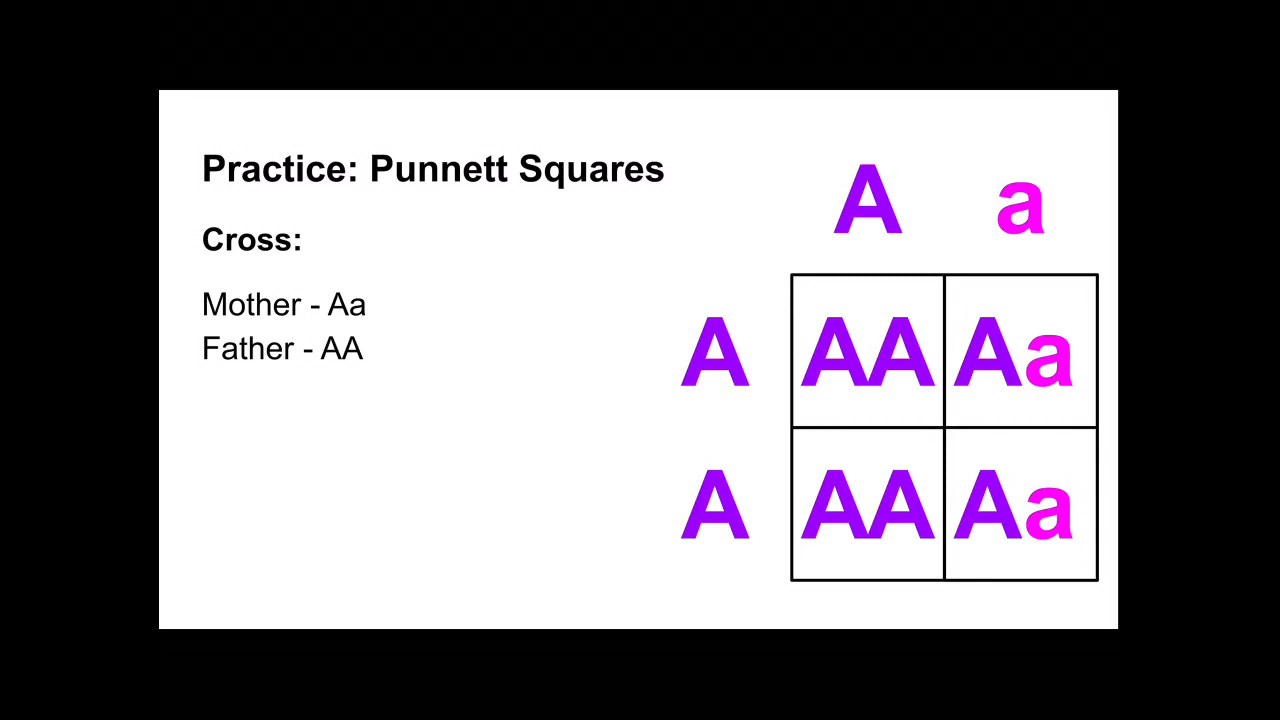 Practice: Punnett Squares
Cross:
Mother - Aa
Father - AA
A a
A AA Aa
A AA Aa